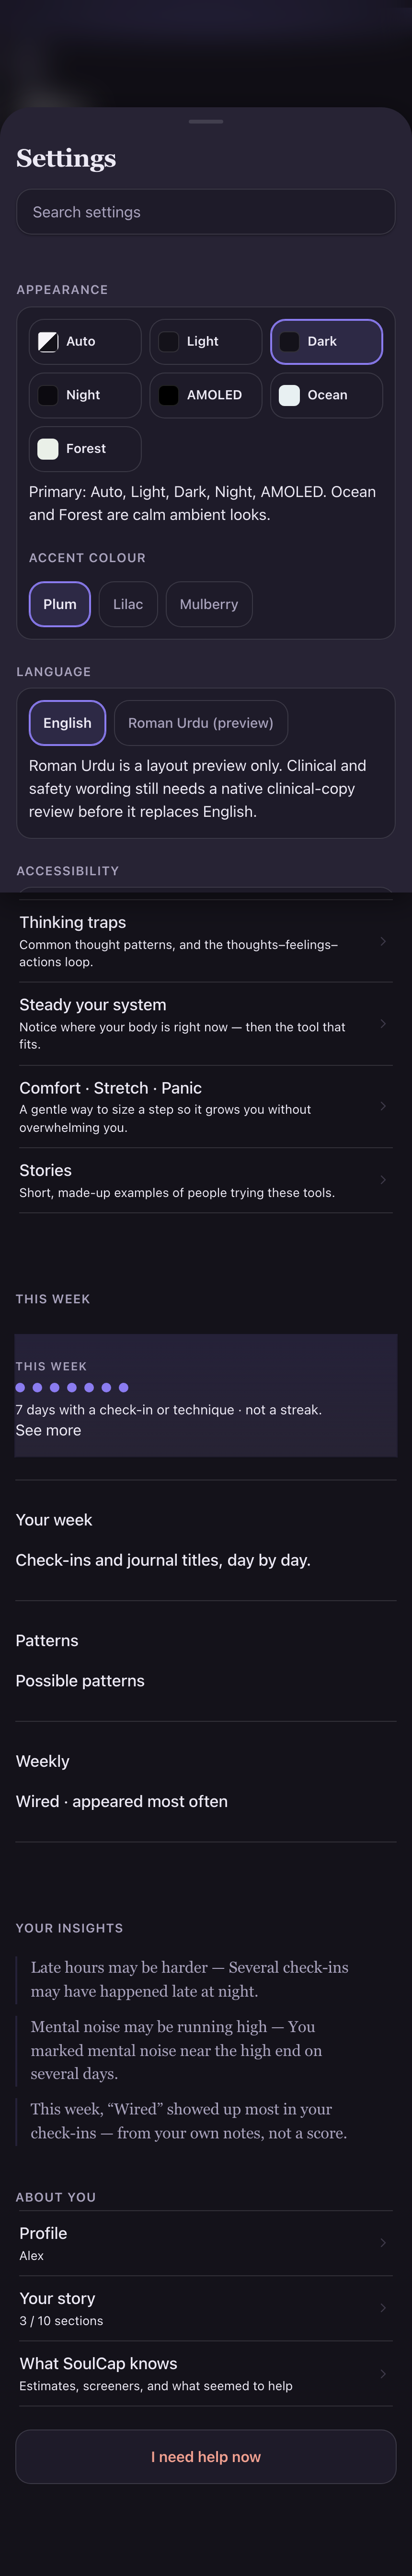 Settings
Search settings
APPEARANCE
Auto
Light
Dark
Night
AMOLED
Ocean
Forest
Primary: Auto, Light, Dark, Night, AMOLED. Ocean
and Forest are calm ambient looks.
ACCENT COLOUR
Plum
Lilac
Mulberry
LANGUAGE
English
Roman Urdu (preview)
Roman Urdu is a layout preview only. Clinical and
safety wording still needs a native clinical-copy
review before it replaces English.
ACCESSIBILITY
Thinking traps
Common thought patterns, and the thoughts–feelings–
actions loop.
Steady your system
Notice where your body is right now — then the tool that
fits.
Comfort · Stretch · Panic
A gentle way to size a step so it grows you without
overwhelming you.
Stories
Short, made-up examples of people trying these tools.
THIS WEEK
THIS WEEK
7 days with a check-in or technique · not a streak.
See more
Your week
Check-ins and journal titles, day by day.
Patterns
Possible patterns
Weekly
Wired · appeared most often
YOUR INSIGHTS
Late hours may be harder — Several check-ins
may have happened late at night.
Mental noise may be running high — You
marked mental noise near the high end on
several days.
This week, “Wired” showed up most in your
check-ins — from your own notes, not a score.
ABOUT YOU
Profile
Alex
Your story
3 / 10 sections
What SoulCap knows
Estimates, screeners, and what seemed to help
I need help now